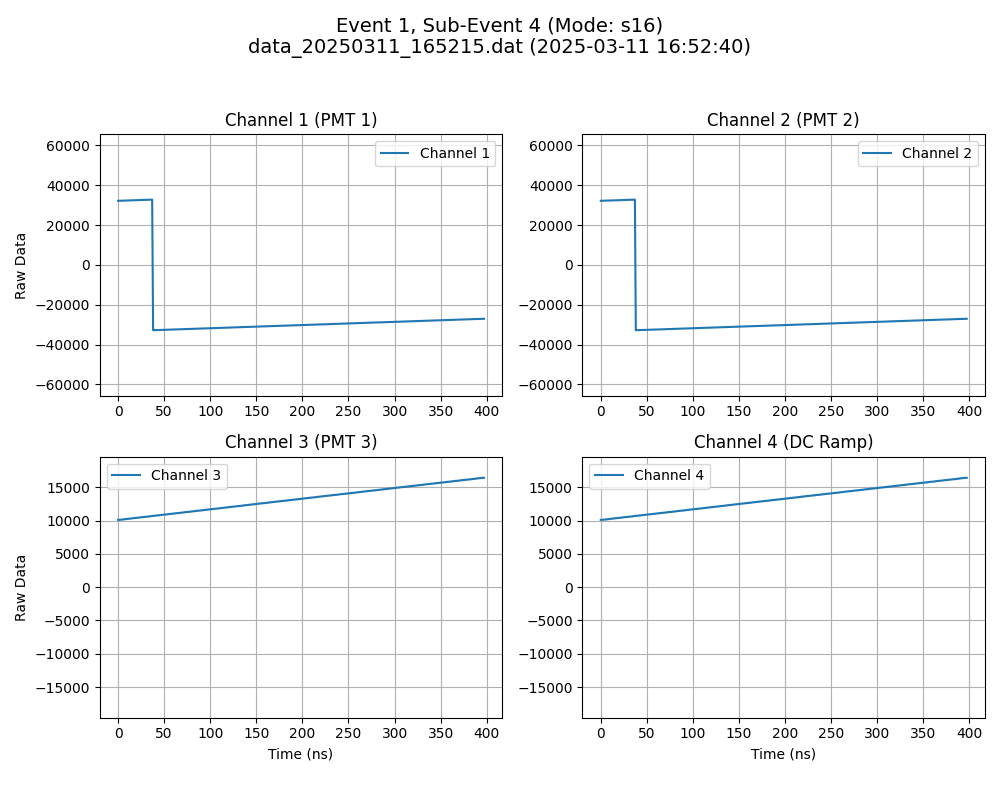 Event 1, Sub-Event 4 (Mode: s16)
data_20250311_165215.dat (2025-03-11 16:52:40)
Channel 1 (PMT 1)
Channel 1
Raw Data
60000
40000
20000
0
−20000
−40000
−60000
0 50 100 150 200 250 300 350 400
Channel 2 (PMT 2)
Channel 2
60000
40000
20000
0
−20000
−40000
−60000
0 50 100 150 200 250 300 350 400
Channel 3 (PMT 3)
Channel 3
Raw Data
15000
10000
5000
0
−5000
−10000
−15000
0 50 100 150 200 250 300 350 400
Time (ns)
Channel 4 (DC Ramp)
Channel 4
15000
10000
5000
0
−5000
−10000
−15000
0 50 100 150 200 250 300 350 400
Time (ns)